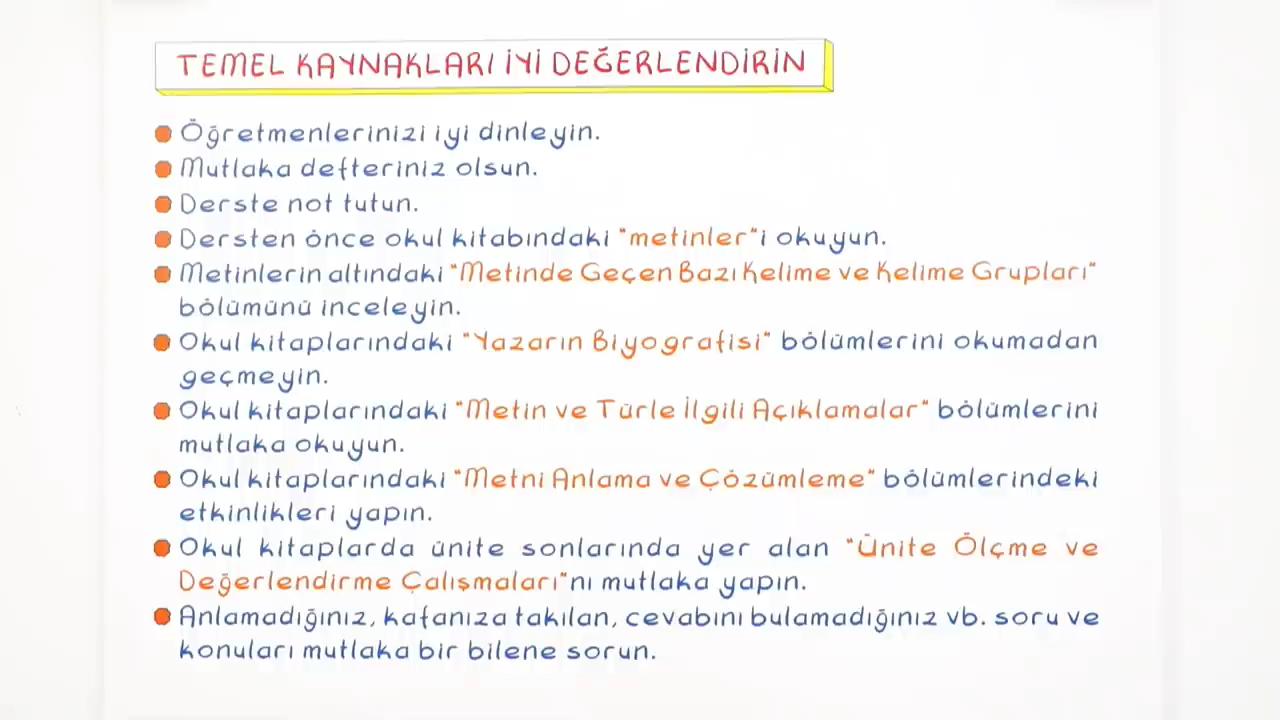 TEMEL KAYNAKLARI İYİ DEĞERLENDİRİN
Öğretmenlerinizi iyi dinleyin.
Mutlaka defteriniz olsun.
Derste not tutun.
Dersten önce okul kitabındaki "metinler"i okuyun.
Metinlerin altındaki "Metinde Geçen Bazı Kelime ve Kelime Grupları"
bölümünü inceleyin.
Okul kitaplarındaki "Yazarın Biyografisi" bölümlerini okumadan
geçmeyin.
Okul kitaplarındaki "Metin ve Türle İlgili Açıklamalar" bölümlerini
mutlaka okuyun.
Okul kitaplarındaki "Metni Anlama ve Çözümleme" bölümlerindeki
etkinlikleri yapın.
Okul kitaplarda ünite sonlarında yer alan "Ünite Ölçme ve
Değerlendirme Çalışmaları"nı mutlaka yapın.
Anlamadığınız, kafanıza takılan, cevabını bulamadığınız vb. soru ve
konuları mutlaka bir bilene sorun.